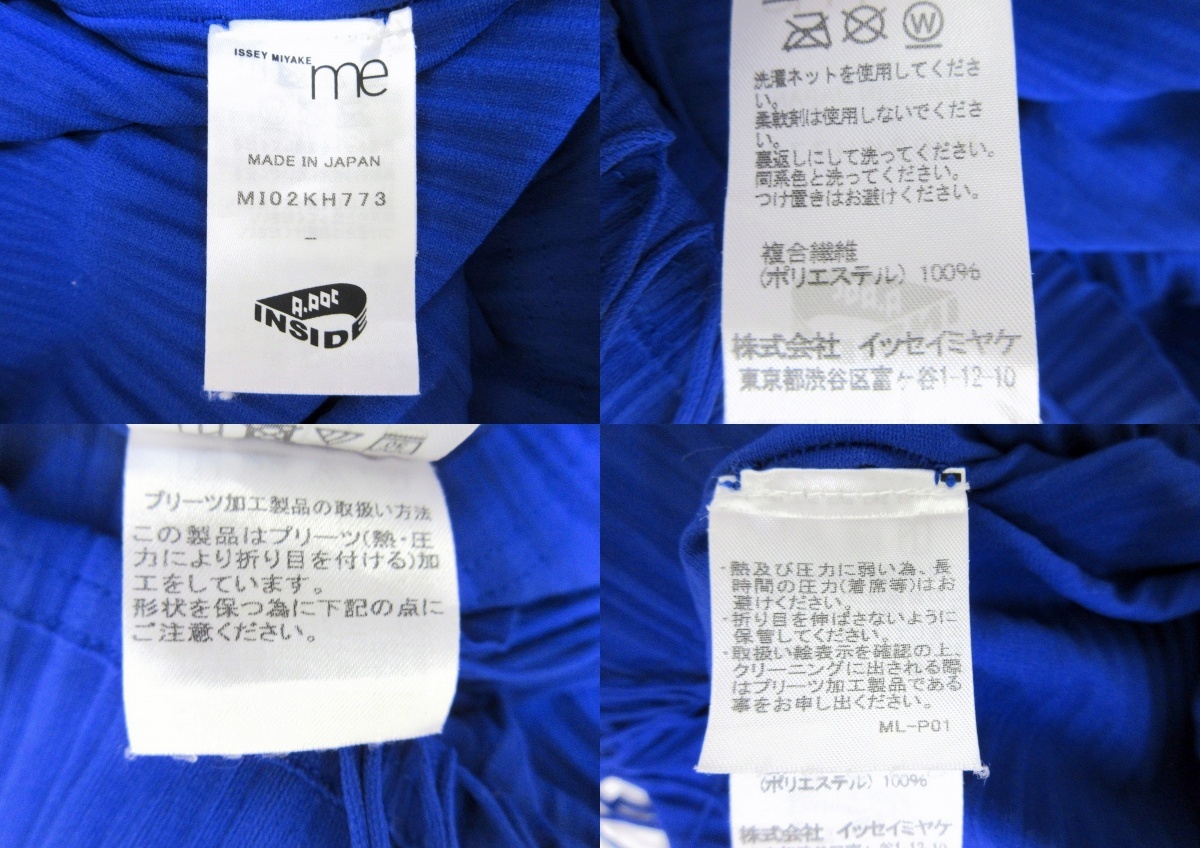 ISSEY MIYAKE
me
MADE IN JAPAN
MI02KH773
–
A.POC
INSIDE
W
洗濯ネットを使用してくださ
い。
柔軟剤は使用しないでくださ
い。
裏返しにして洗ってください。
同系色と洗ってください。
つけ置きはお避けください。
複合繊維
(ポリエステル) 100%
株式会社 イッセイミヤケ
東京都渋谷区富ヶ谷1-12-10
プリーツ加工製品の取扱い方法
この製品はプリーツ(熱・圧
力により折り目を付ける)加
工をしています。
形状を保つ為に下記の点に
ご注意ください。
・熱及び圧力に弱い為、長
時間の圧力(着席等)はお
避けください。
・折り目を伸ばさないように
保管してください。
・取扱い絵表示を確認の上、
クリーニングに出される際
はプリーツ加工製品である
事をお申し出ください。
ML-P01
(ポリエステル) 100%
株式会社 イッセイミヤケ